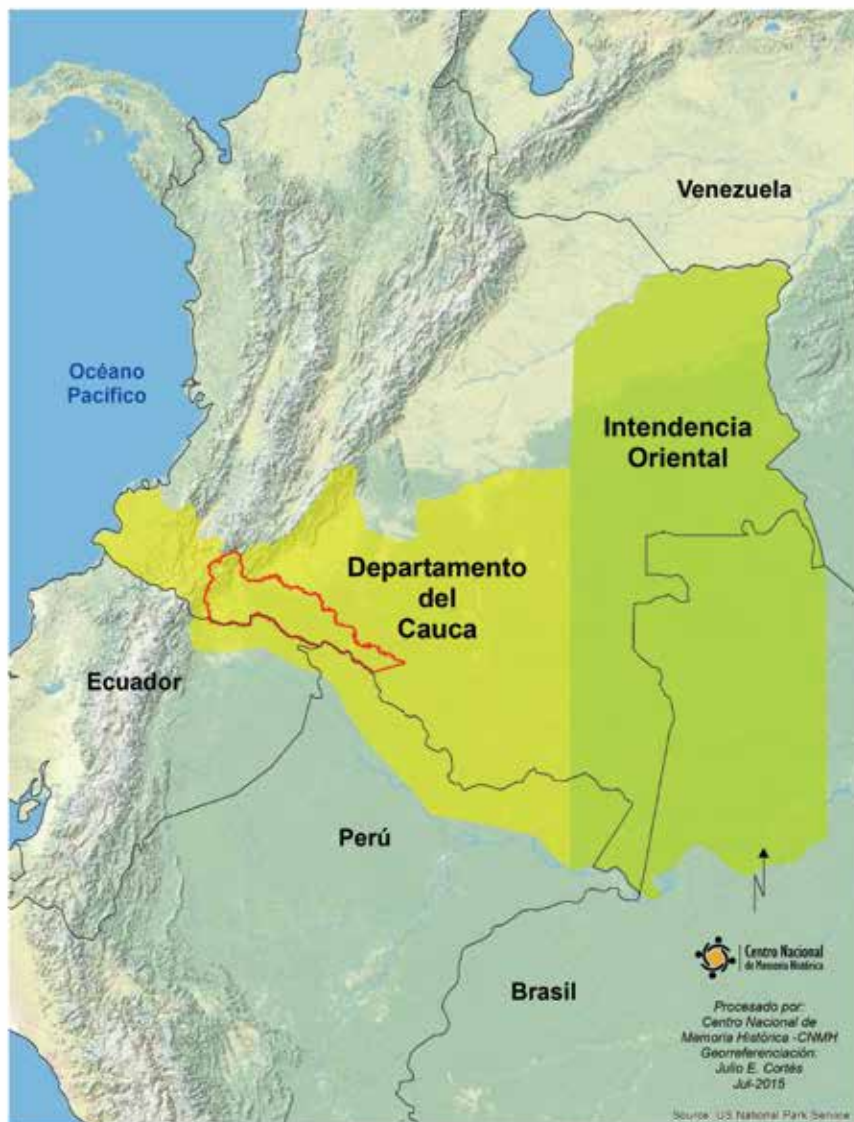 Venezuela
Océano
Pacífico
Intendencia
Oriental
Departamento
del
Cauca
Ecuador
Perú
Brasil
N
Centro Nacional
de Memoria Histórica
Procesado por:
Centro Nacional de
Memoria Histórica -CNMH
Georreferenciación:
Julio E. Cortés
Jul-2015
Source: US National Park Service